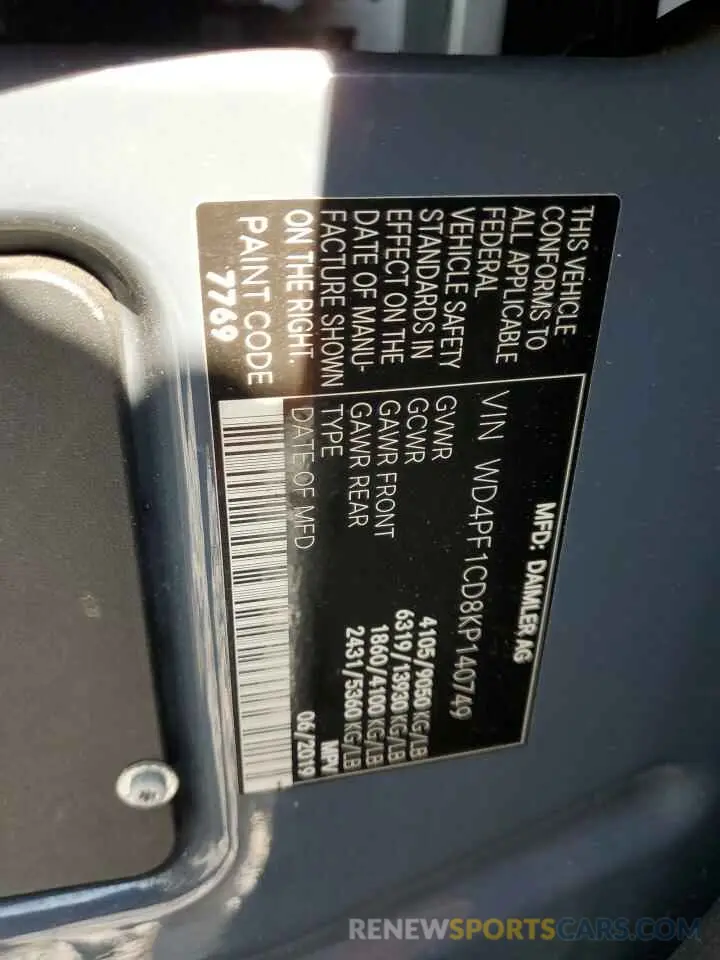 MFD: DAIMLER AG
THIS VEHICLE
CONFORMS TO
ALL APPLICABLE
FEDERAL
VEHICLE SAFETY
STANDARDS IN
EFFECT ON THE
DATE OF MANU-
FACTURE SHOWN
ON THE RIGHT.
PAINT CODE
7769
VIN WD4PF1CD8KP140749
GVWR 4105/9050 KG/LB
GCWR 6319/13930 KG/LB
GAWR FRONT 1860/4100 KG/LB
GAWR REAR 2431/5360 KG/LB
TYPE MPV
DATE OF MFD 06/2019
RENEWSPORTSCARS.COM